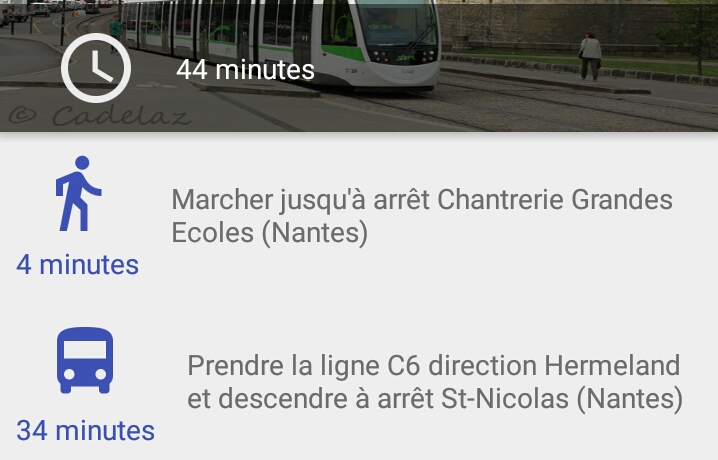 44 minutes
© Cadelaz
Marcher jusqu'à arrêt Chantrerie Grandes
Ecoles (Nantes)
4 minutes
Prendre la ligne C6 direction Hermeland
et descendre à arrêt St-Nicolas (Nantes)
34 minutes